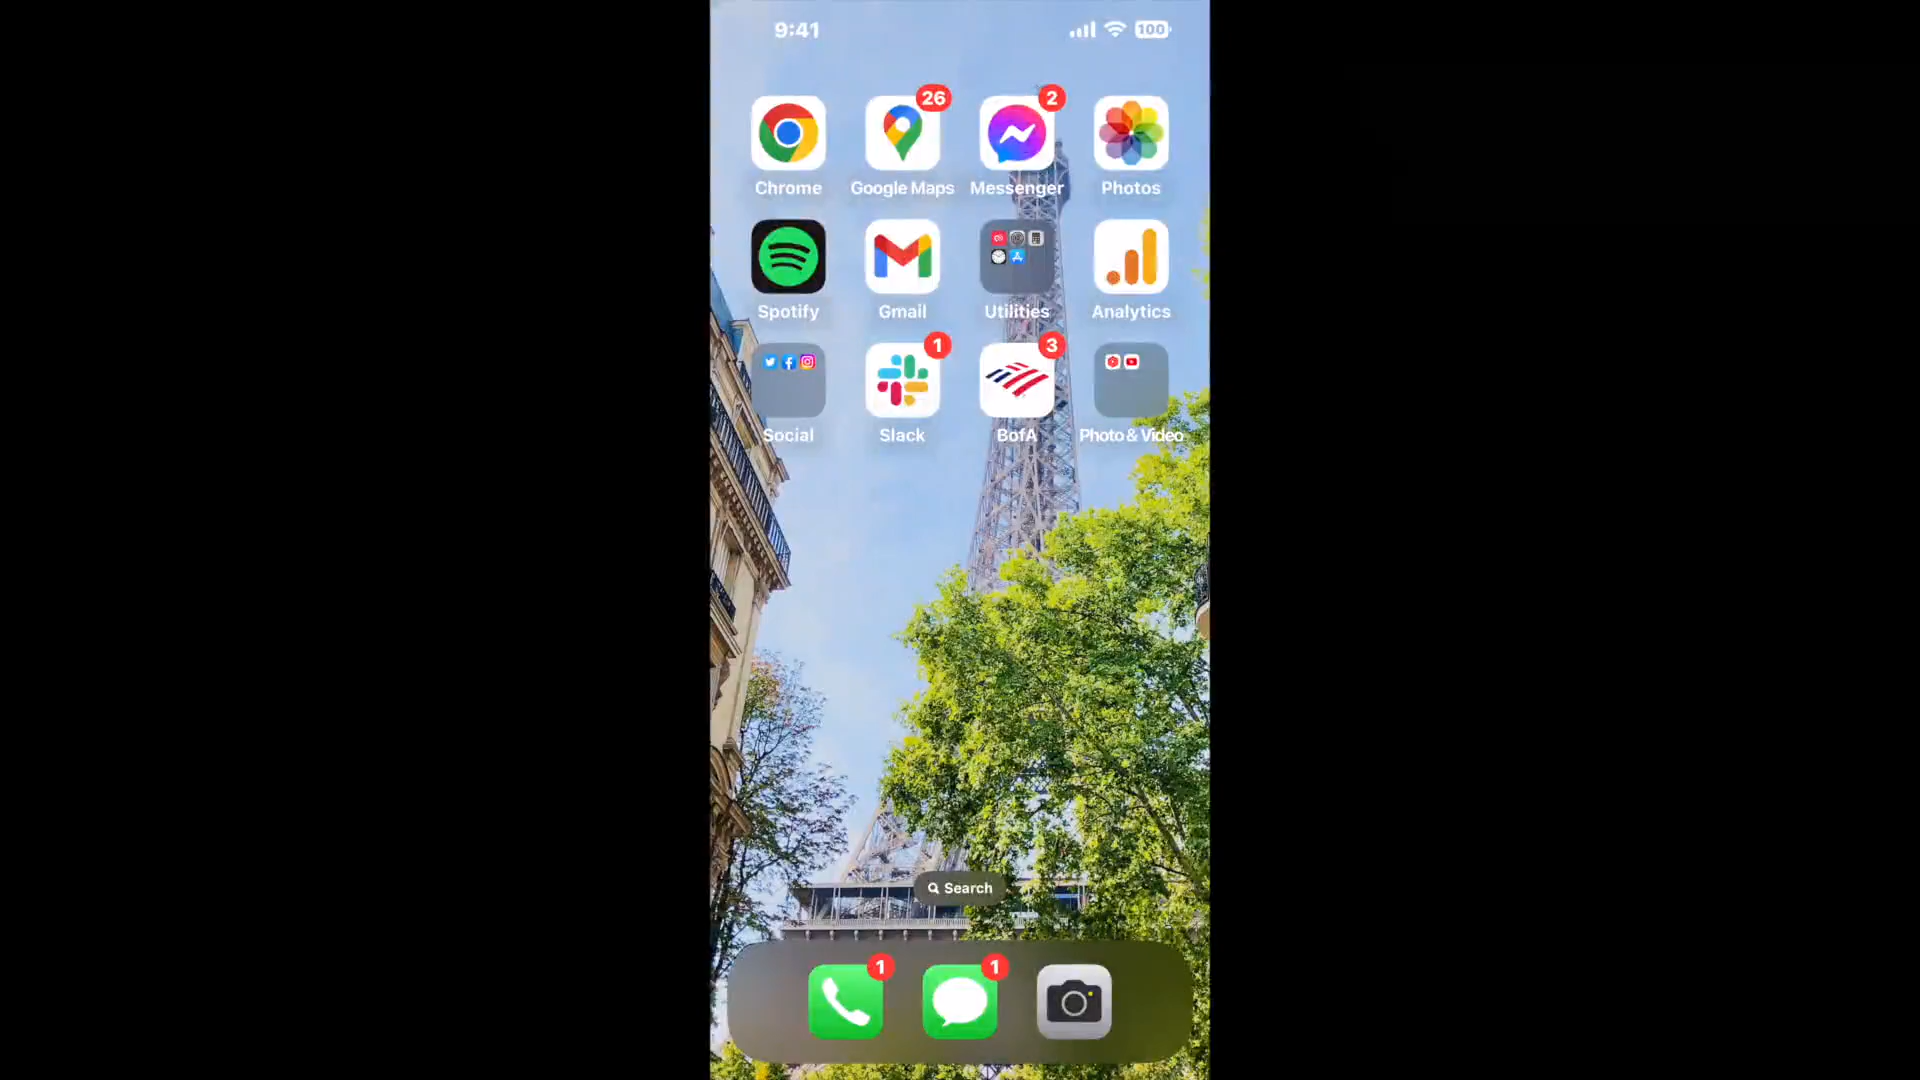 9:41
100
26
2
Chrome
Google Maps
Messenger
Photos
Spotify
Gmail
Utilities
Analytics
1
3
Social
Slack
BofA
Photo & Video
Search
1
1